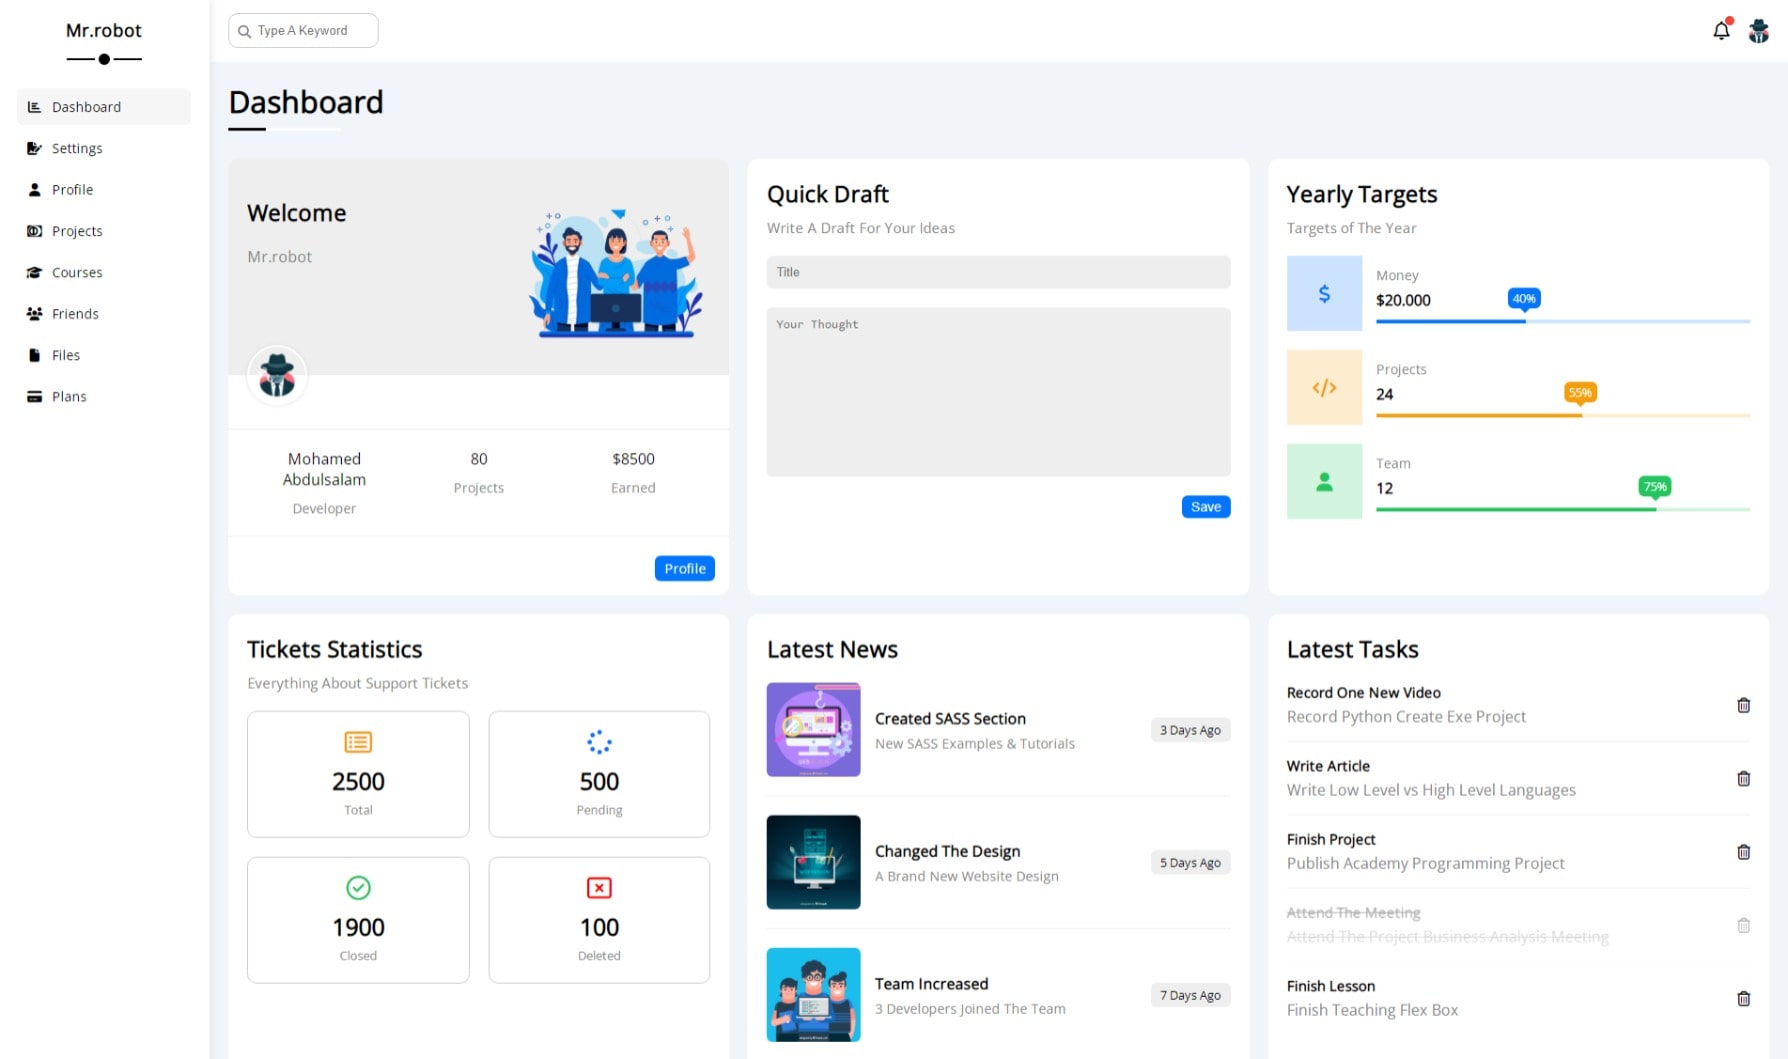 Mr.robot
Dashboard
Settings
Profile
Projects
Courses
Friends
Files
Plans
Type A Keyword
Dashboard
Welcome
Mr.robot
Mohamed
Abdulsalam
Developer
80
Projects
$8500
Earned
Profile
Quick Draft
Write A Draft For Your Ideas
Title
Your Thought
Save
Yearly Targets
Targets of The Year
Money
$20.000
40%
Projects
24
55%
Team
12
75%
Tickets Statistics
Everything About Support Tickets
2500
Total
500
Pending
1900
Closed
100
Deleted
Latest News
Created SASS Section
New SASS Examples & Tutorials
3 Days Ago
Changed The Design
A Brand New Website Design
5 Days Ago
Team Increased
3 Developers Joined The Team
7 Days Ago
Latest Tasks
Record One New Video
Record Python Create Exe Project
Write Article
Write Low Level vs High Level Languages
Finish Project
Publish Academy Programming Project
Attend The Meeting
Attend The Project Business Analysis Meeting
Finish Lesson
Finish Teaching Flex Box